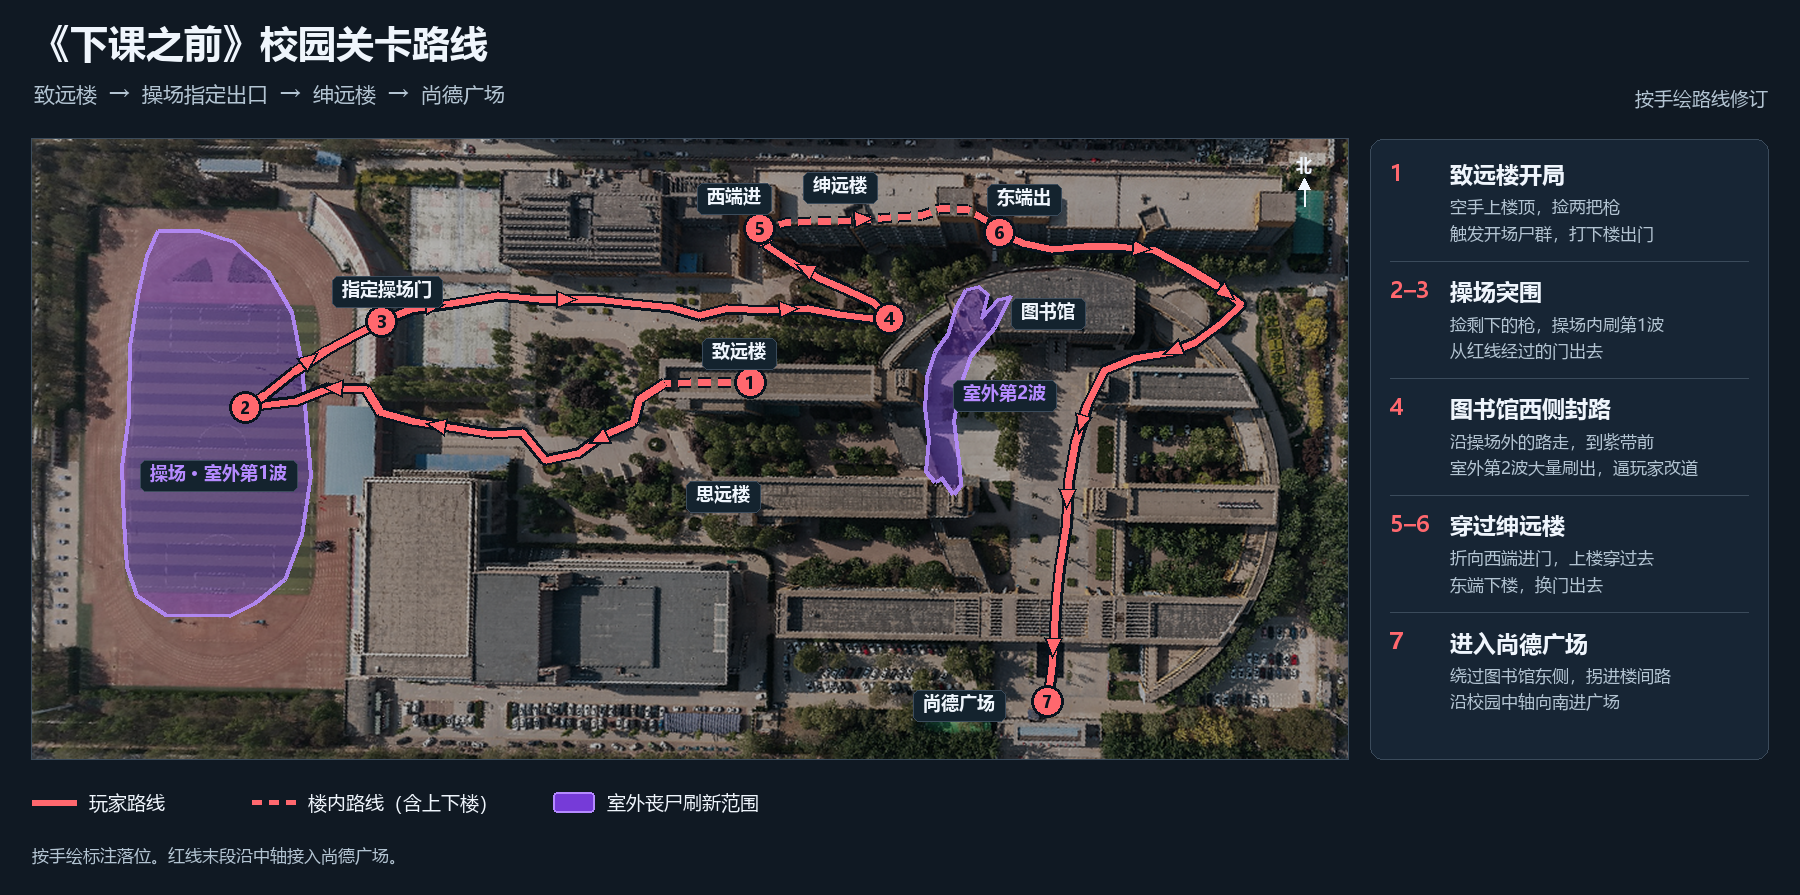 《下课之前》校园关卡路线
致远楼 → 操场指定出口 → 绅远楼 → 尚德广场
按手绘路线修订
北
西端进
绅远楼
东端出
5
6
指定操场门
3
4
图书馆
致远楼
1
2
室外第2波
操场·室外第1波
思远楼
尚德广场
7
1 致远楼开局
空手上楼顶，捡两把枪
触发开场尸群，打下楼出门
2–3 操场突围
捡剩下的枪，操场内刷第1波
从红线经过的门出去
4 图书馆西侧封路
沿操场外的路走，到紫带前
室外第2波大量刷出，逼玩家改道
5–6 穿过绅远楼
折向西端进门，上楼穿过去
东端下楼，换门出去
7 进入尚德广场
绕过图书馆东侧，拐进楼间路
沿校园中轴向南进广场
玩家路线
楼内路线（含上下楼）
室外丧尸刷新范围
按手绘标注落位。红线末段沿中轴接入尚德广场。